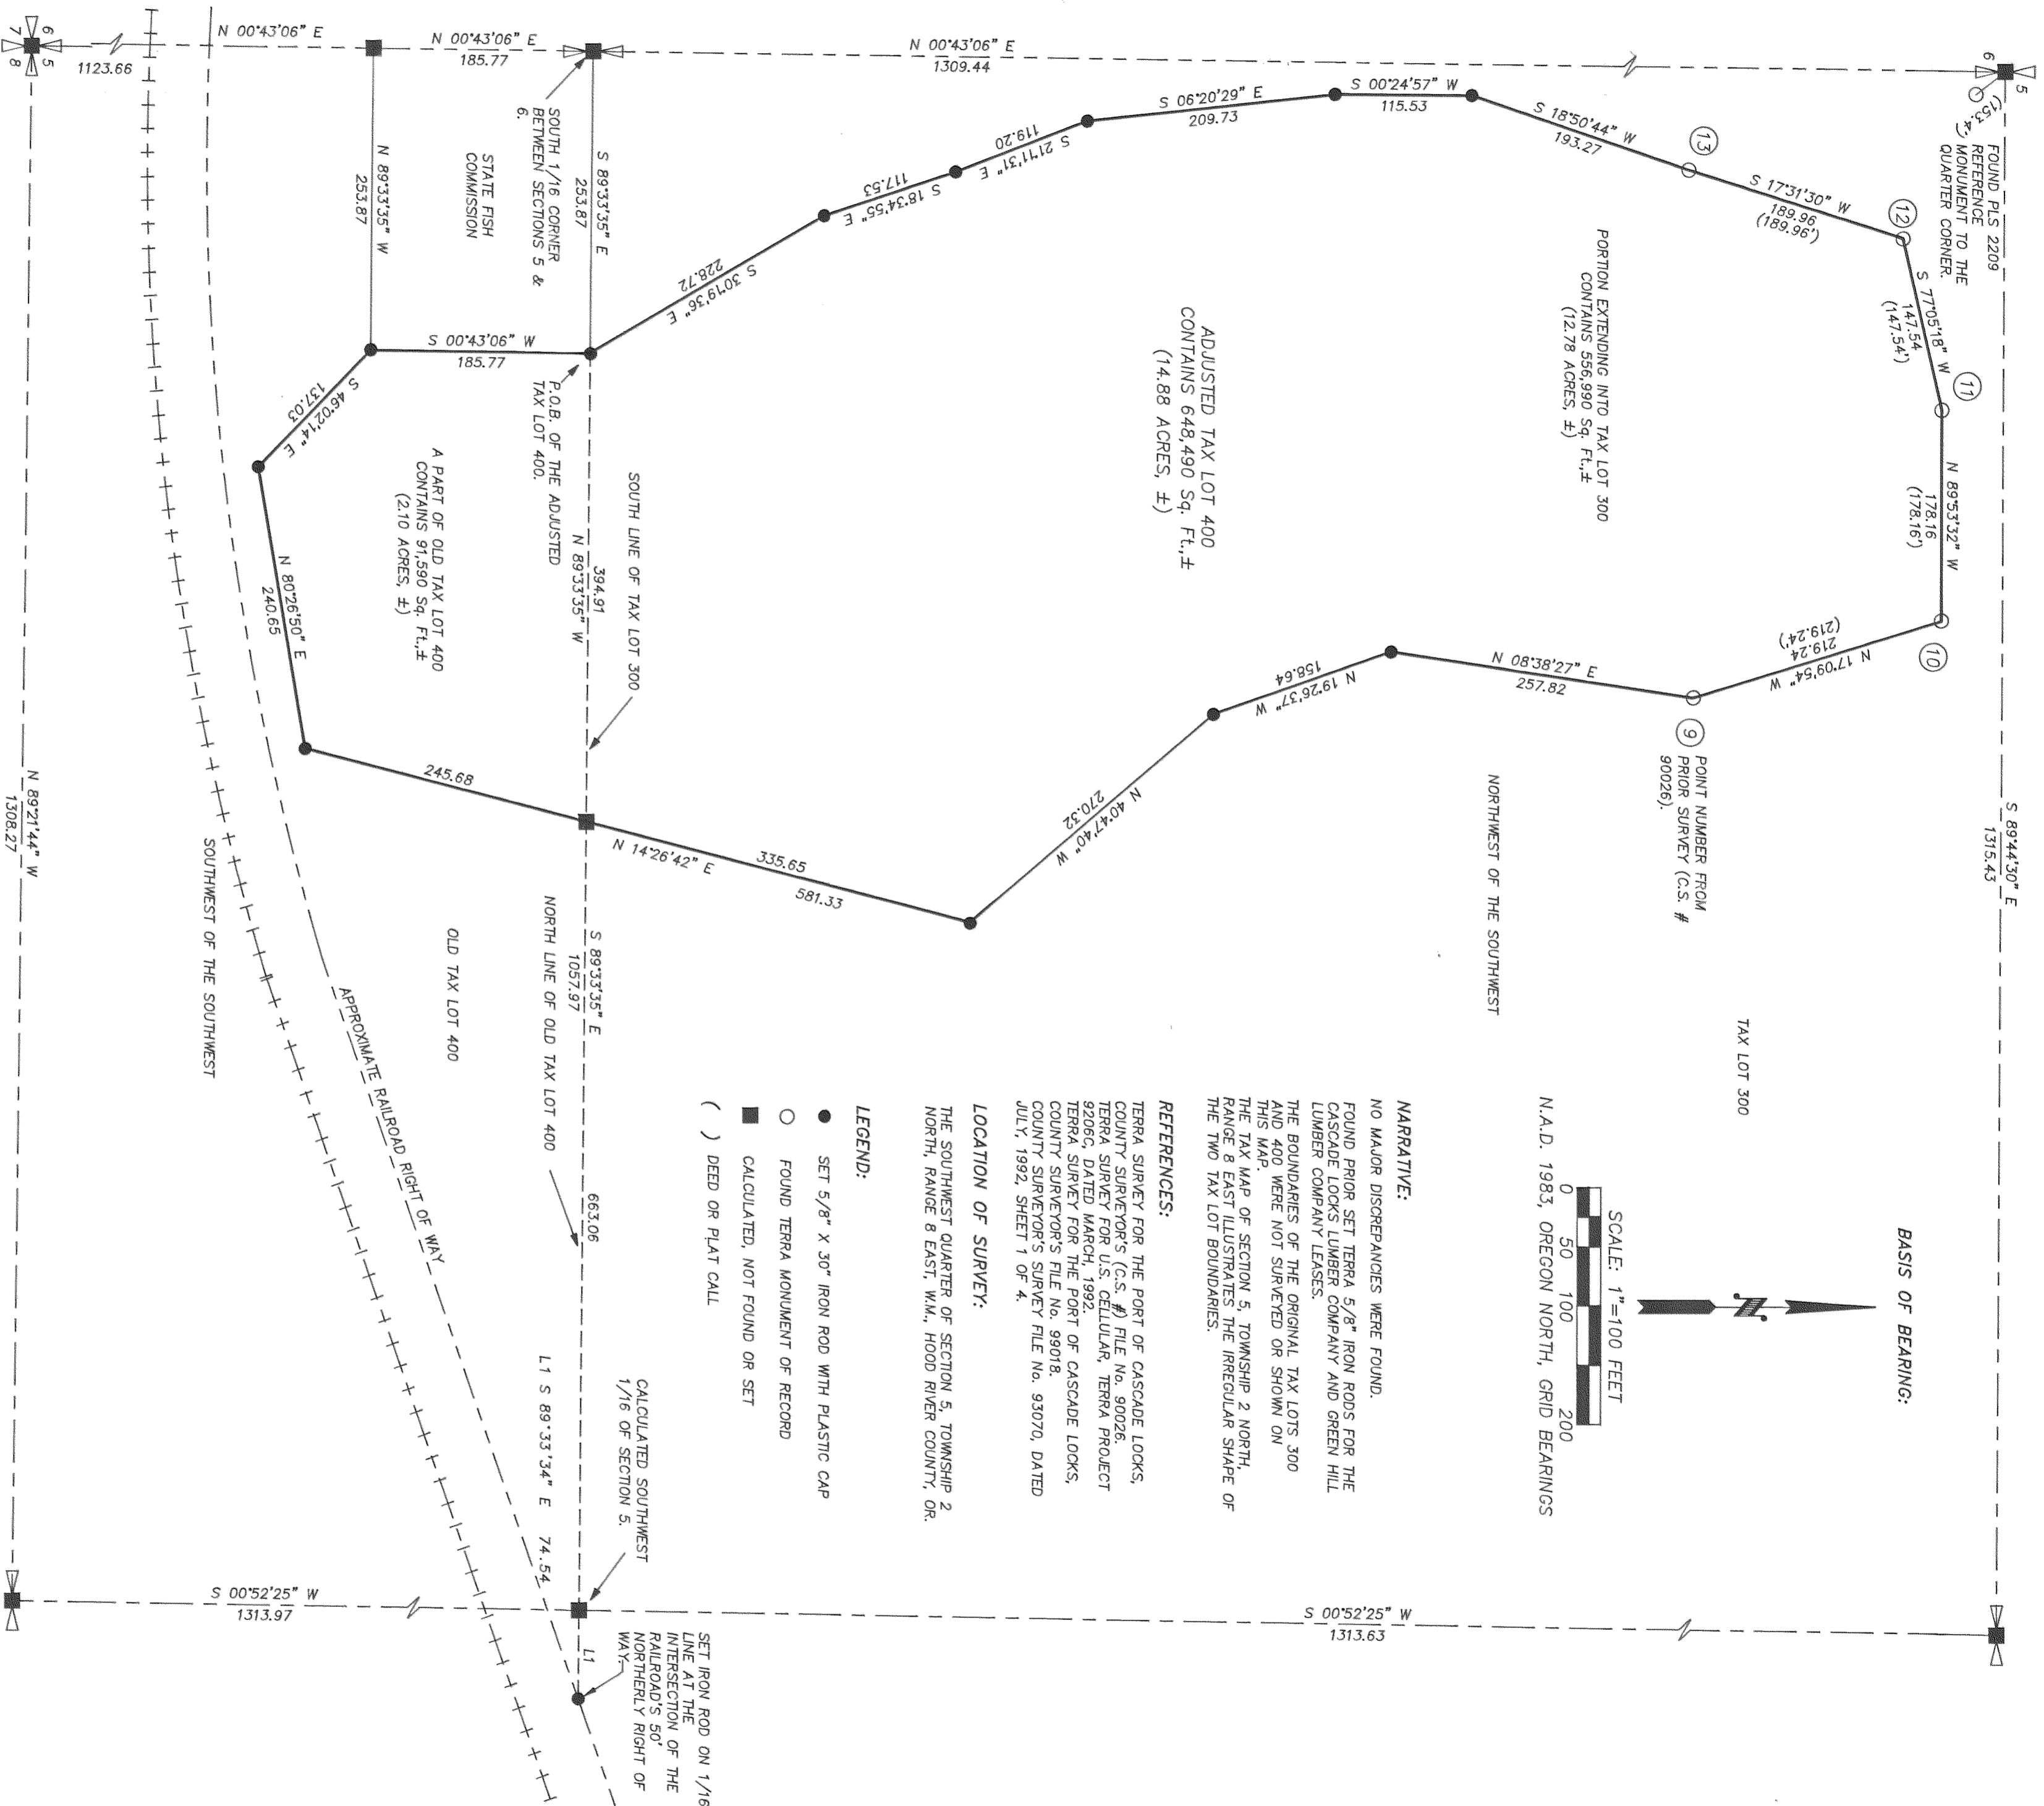 BASIS OF BEARING:
SCALE: 1"=100 FEET
0 50 100 200
N.A.D. 1983, OREGON NORTH, GRID BEARINGS
NARRATIVE:
NO MAJOR DISCREPANCIES WERE FOUND.
FOUND PRIOR SET TERRA 5/8" IRON RODS FOR THE
CASCADE LOCKS LUMBER COMPANY AND GREEN HILL
LUMBER COMPANY LEASES.
THE BOUNDARIES OF THE ORIGINAL TAX LOTS 300
AND 400 WERE NOT SURVEYED OR SHOWN ON
THIS MAP.
THE TAX MAP OF SECTION 5, TOWNSHIP 2 NORTH,
RANGE 8 EAST ILLUSTRATES THE IRREGULAR SHAPE OF
THE TWO TAX LOT BOUNDARIES.
REFERENCES:
TERRA SURVEY FOR THE PORT OF CASCADE LOCKS,
COUNTY SURVEYOR'S (C.S. #) FILE No. 90026.
TERRA SURVEY FOR U.S. CELLULAR, TERRA PROJECT
9206C, DATED MARCH, 1992.
TERRA SURVEY FOR THE PORT OF CASCADE LOCKS,
COUNTY SURVEYOR'S FILE No. 99018.
COUNTY SURVEYOR'S SURVEY FILE No. 93070, DATED
JULY, 1992, SHEET 1 OF 4.
LOCATION OF SURVEY:
THE SOUTHWEST QUARTER OF SECTION 5, TOWNSHIP 2
NORTH, RANGE 8 EAST, W.M., HOOD RIVER COUNTY, OR.
LEGEND:
SET 5/8" X 30" IRON ROD WITH PLASTIC CAP
FOUND TERRA MONUMENT OF RECORD
CALCULATED, NOT FOUND OR SET
( ) DEED OR PLAT CALL
6 5
(153.4')
FOUND PLS 2209
REFERENCE
MONUMENT TO THE
QUARTER CORNER.
S 89°44'30" E
1315.43
TAX LOT 300
10
11
12
13
9
POINT NUMBER FROM
PRIOR SURVEY (C.S. #
90026).
N 89°53'32" W
178.16
(178.16')
S 77°05'18" W
147.54
(147.54')
S 17°31'30" W
189.96
(189.96')
S 18°50'44" W
193.27
S 00°24'57" W
115.53
S 06°20'29" E
209.73
S 21°11'31" E
119.20
S 18°34'55" E
117.53
S 30°19'36" E
228.72
N 17°09'54" W
219.24
(219.24')
N 08°38'27" E
257.82
N 19°26'37" W
158.64
N 40°47'40" W
270.32
N 14°26'42" E
335.65
581.33
245.68
PORTION EXTENDING INTO TAX LOT 300
CONTAINS 556,990 Sq. Ft.,±
(12.78 ACRES, ±)
NORTHWEST OF THE SOUTHWEST
ADJUSTED TAX LOT 400
CONTAINS 648,490 Sq. Ft.,±
(14.88 ACRES, ±)
N 00°43'06" E
1309.44
S 00°52'25" W
1313.63
SOUTH LINE OF TAX LOT 300
394.91
N 89°33'35" W
S 89°33'35" E
1057.97
663.06
NORTH LINE OF OLD TAX LOT 400
S 89°33'35" E
253.87
SOUTH 1/16 CORNER
BETWEEN SECTIONS 5 &
6.
P.O.B. OF THE ADJUSTED
TAX LOT 400.
STATE FISH
COMMISSION
N 00°43'06" E
185.77
S 00°43'06" W
185.77
N 89°33'35" W
253.87
S 46°02'14" E
137.03
N 80°26'50" E
240.65
A PART OF OLD TAX LOT 400
CONTAINS 91,590 Sq. Ft.,±
(2.10 ACRES, ±)
OLD TAX LOT 400
CALCULATED SOUTHWEST
1/16 OF SECTION 5.
L1 S 89°33'34" E 74.54
L1
SET IRON ROD ON 1/16
LINE AT THE
INTERSECTION OF THE
RAILROAD'S 50'
NORTHERLY RIGHT OF
WAY.
APPROXIMATE RAILROAD RIGHT OF WAY
SOUTHWEST OF THE SOUTHWEST
N 00°43'06" E
1123.66
S 00°52'25" W
1313.97
6 5
7 8
N 89°21'44" W
1308.27